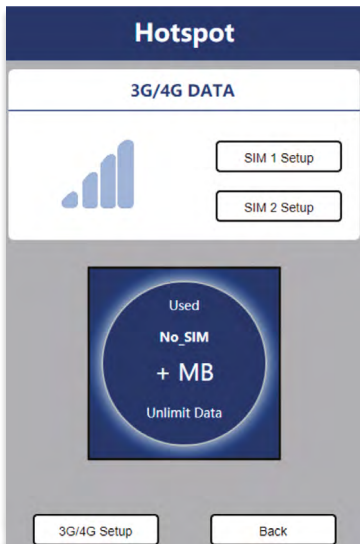 Hotspot
3G/4G DATA
SIM 1 Setup
SIM 2 Setup
Used
No_SIM
+ MB
Unlimit Data
3G/4G Setup
Back